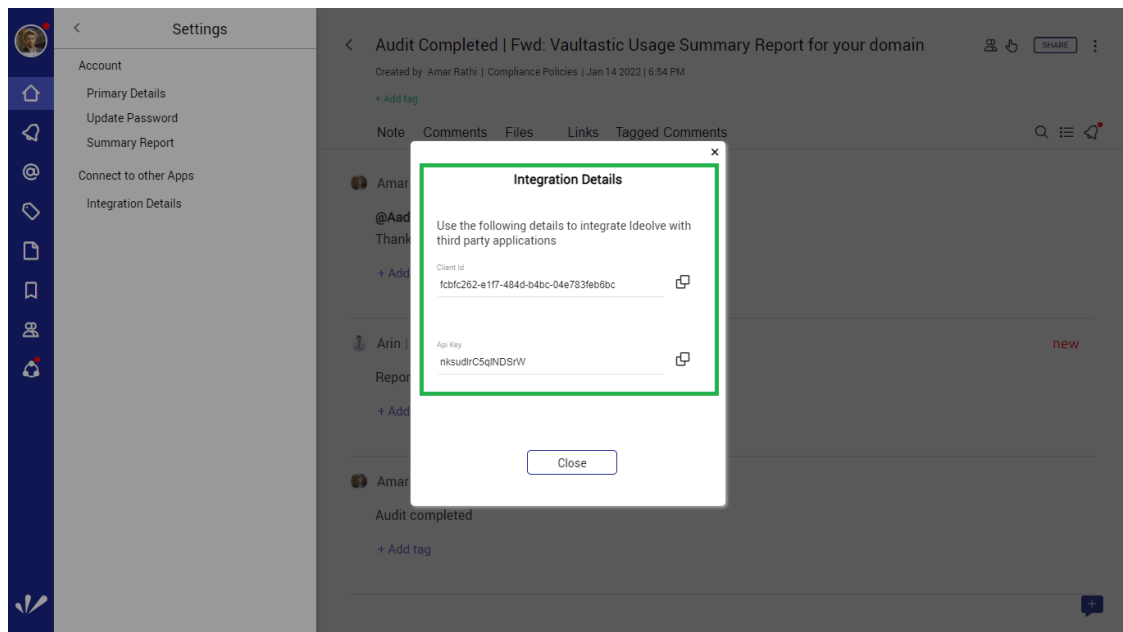 Settings
Account
Primary Details
Update Password
Summary Report
Connect to other Apps
Integration Details
Audit Completed | Fwd: Vaultastic Usage Summary Report for your domain
SHARE
Created by Amar Rathi | Compliance Policies | Jan 14 2022 | 6:54 PM
+ Add tag
Note Comments Files Links Tagged Comments
Amar
@Aad
Thank
+ Add
Arin |
new
Repor
+ Add
Amar
Audit completed
+ Add tag
×
Integration Details
Use the following details to integrate Ideolve with
third party applications
Client Id
fcbfc262-e1f7-484d-b4bc-04e783feb6bc
Api Key
Close